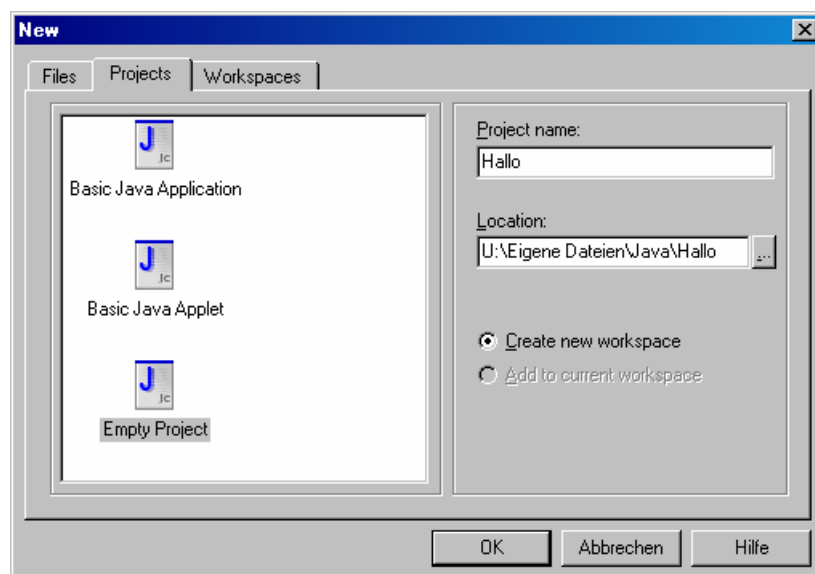 New
Files Projects Workspaces
Basic Java Application
Basic Java Applet
Empty Project
Project name:
Hallo
Location:
U:\Eigene Dateien\Java\Hallo
...
Create new workspace
Add to current workspace
OK Abbrechen Hilfe